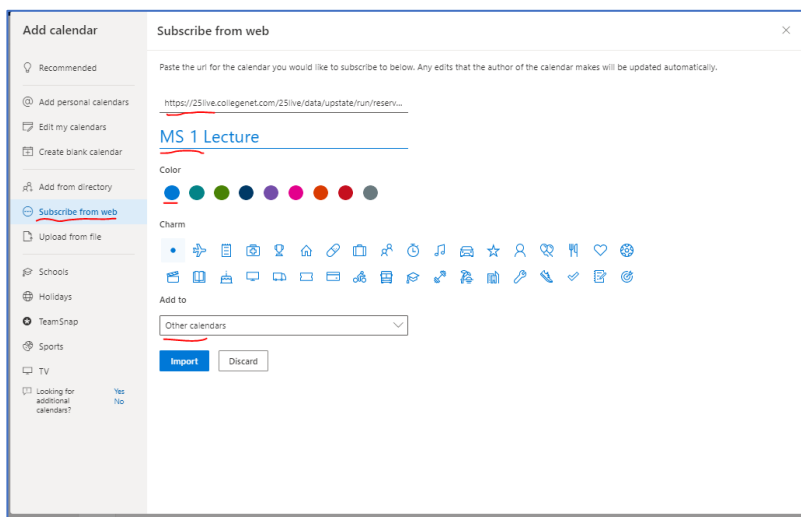 Add calendar
Recommended
Add personal calendars
Edit my calendars
Create blank calendar
Add from directory
Subscribe from web
Upload from file
Schools
Holidays
TeamSnap
Sports
TV
Looking for
additional
calendars?
Yes
No
Subscribe from web
Paste the url for the calendar you would like to subscribe to below. Any edits that the author of the calendar makes will be updated automatically.
https://25live.collegenet.com/25live/data/upstate/run/reserv...
MS 1 Lecture
Color
Charm
Add to
Other calendars
Import
Discard